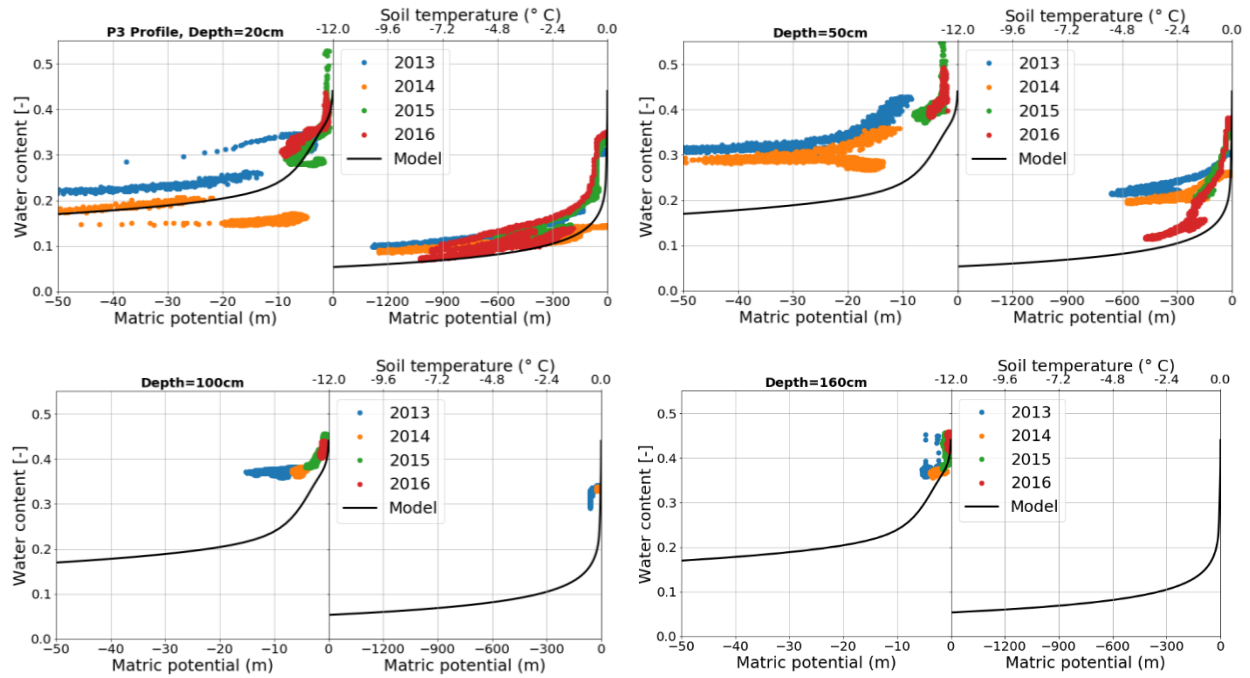 Soil temperature (° C)
P3 Profile, Depth=20cm
-12.0 -9.6 -7.2 -4.8 -2.4 0.0
Water content [-]
0.5
0.4
0.3
0.2
0.1
0.0
2013
2014
2015
2016
Model
-50 -40 -30 -20 -10 0 -1200 -900 -600 -300 0
Matric potential (m) Matric potential (m)
Soil temperature (° C)
Depth=50cm
-12.0 -9.6 -7.2 -4.8 -2.4 0.0
Water content [-]
0.5
0.4
0.3
0.2
0.1
0.0
2013
2014
2015
2016
Model
-50 -40 -30 -20 -10 0 -1200 -900 -600 -300 0
Matric potential (m) Matric potential (m)
Soil temperature (° C)
Depth=100cm
-12.0 -9.6 -7.2 -4.8 -2.4 0.0
Water content [-]
0.5
0.4
0.3
0.2
0.1
0.0
2013
2014
2015
2016
Model
-50 -40 -30 -20 -10 0 -1200 -900 -600 -300 0
Matric potential (m) Matric potential (m)
Soil temperature (° C)
Depth=160cm
-12.0 -9.6 -7.2 -4.8 -2.4 0.0
Water content [-]
0.5
0.4
0.3
0.2
0.1
0.0
2013
2014
2015
2016
Model
-50 -40 -30 -20 -10 0 -1200 -900 -600 -300 0
Matric potential (m) Matric potential (m)